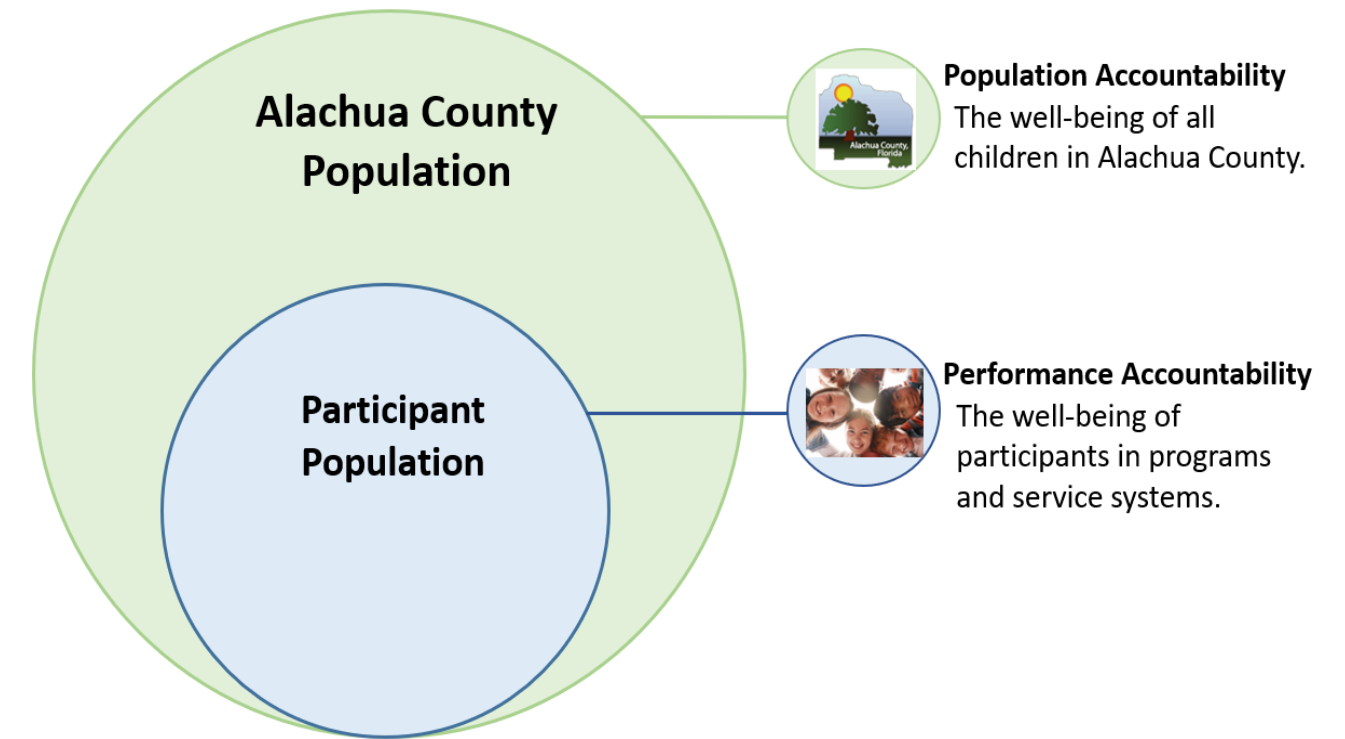 Alachua County
Population
Participant
Population
Alachua County,
Florida
Population Accountability
The well-being of all
children in Alachua County.
Performance Accountability
The well-being of
participants in programs
and service systems.